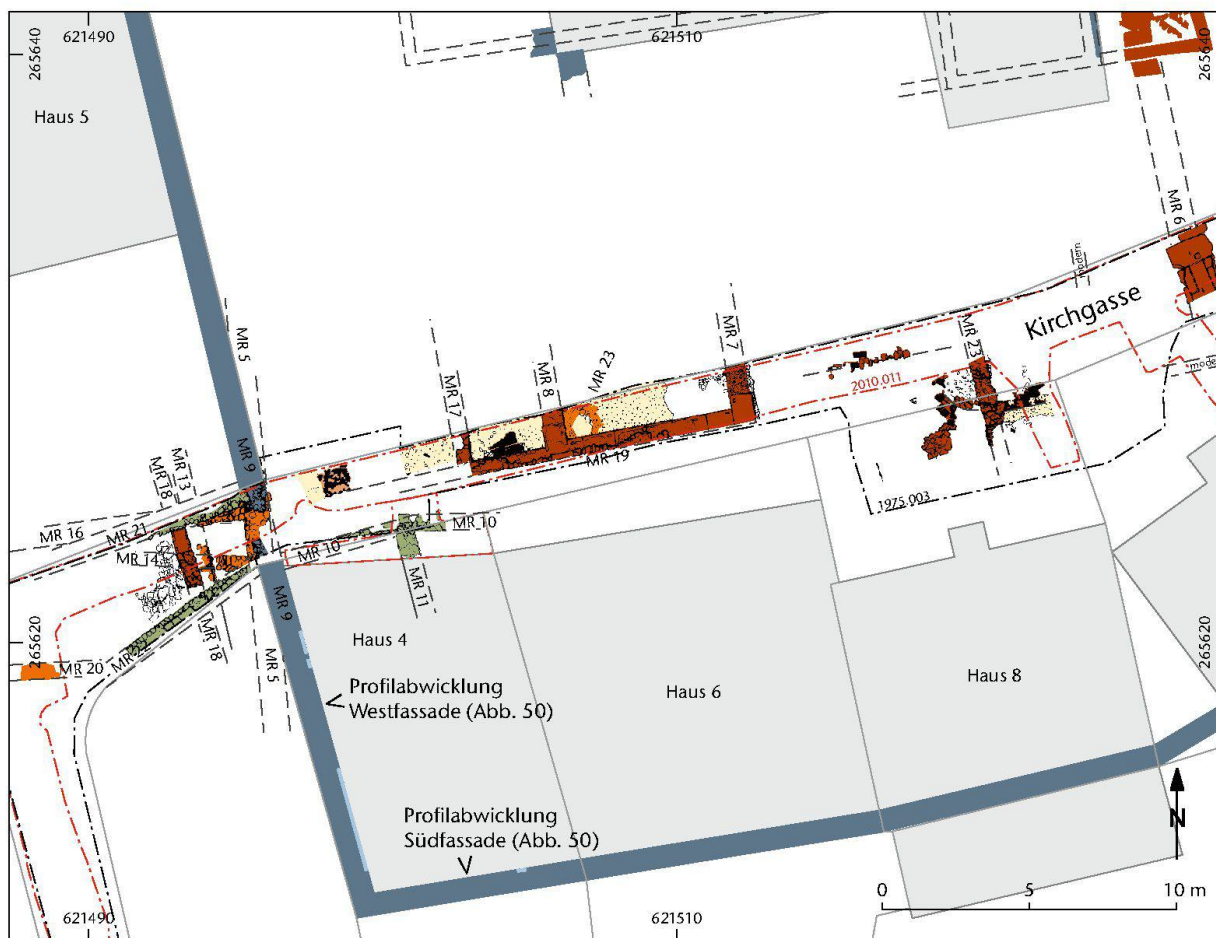 621490
621510
265640
265640
Haus 5
MR 6
modern
Kirchgasse
MR 5
MR 7
MR 23
MR 23
MR 8
MR 17
2010.011
MR 19
1975.003
MR 9
MR 13
MR 18
MR 16
MR 21
MR 14
MR 10
MR 10
MR 11
MR 22
MR 18
MR 20
MR 9
MR 5
265620
265620
Haus 4
Haus 6
Haus 8
Profilabwicklung
Westfassade (Abb. 50)
Profilabwicklung
Südfassade (Abb. 50)
N
0 5 10 m
621490
621510